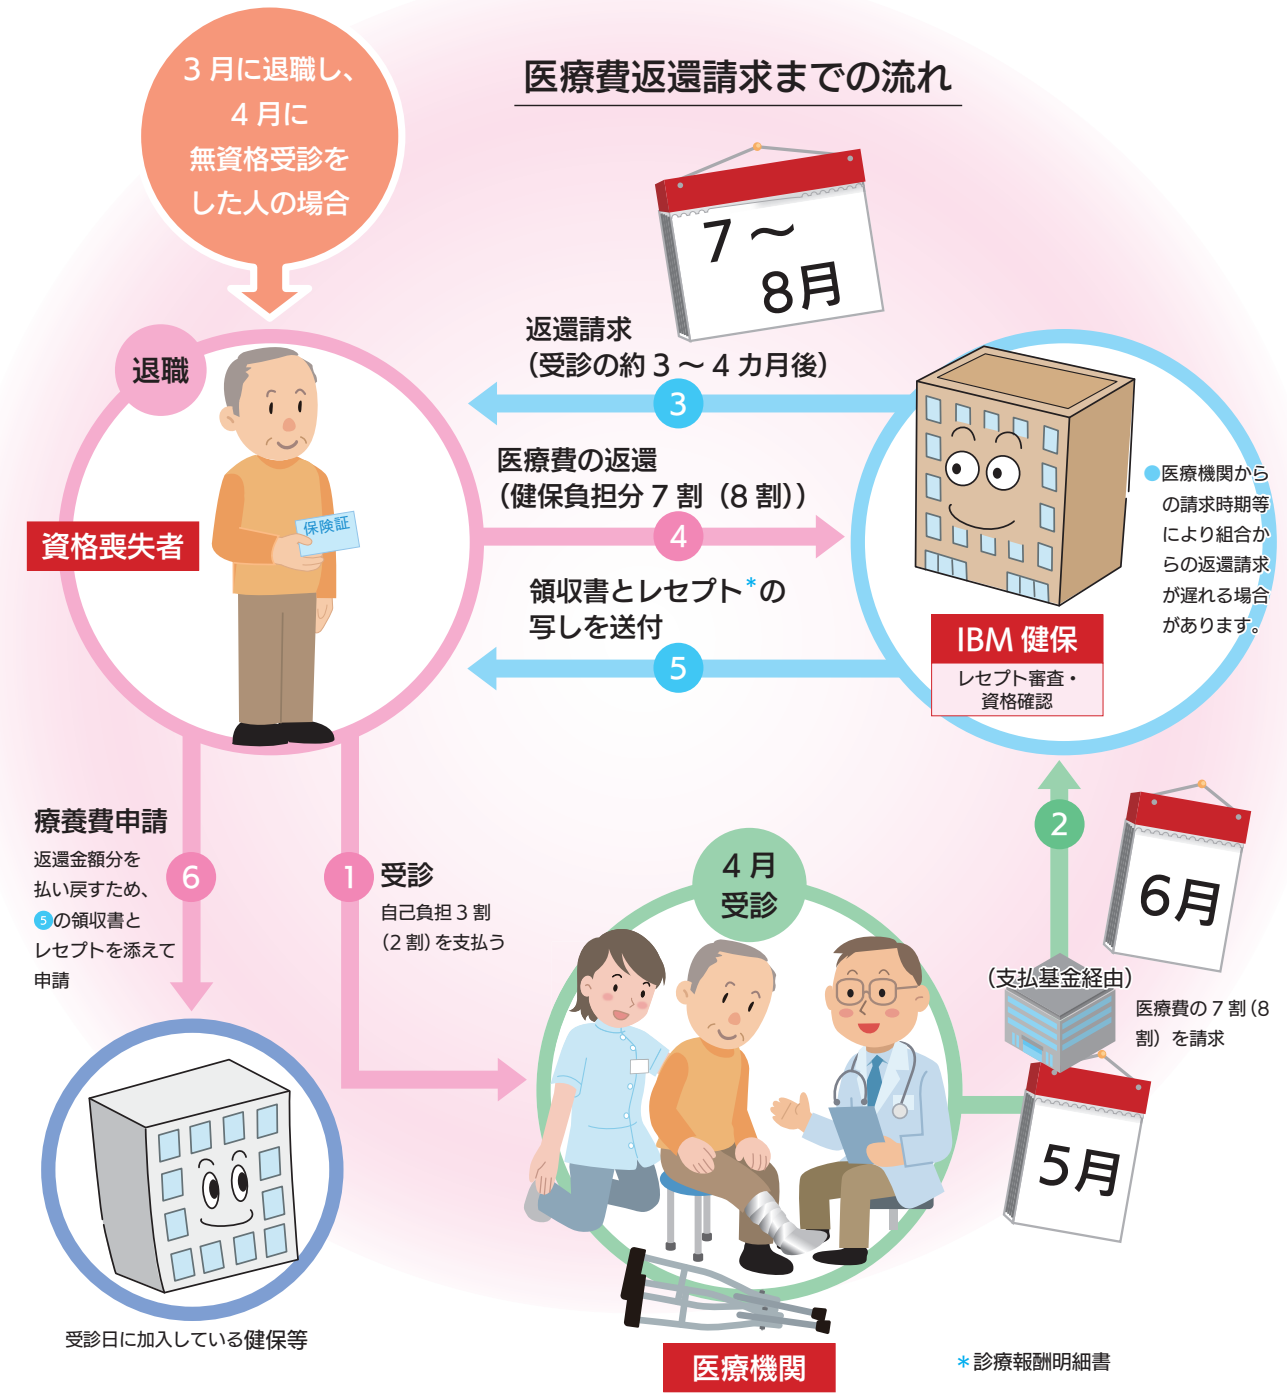 3月に退職し、
4月に
無資格受診を
した人の場合
医療費返還請求までの流れ
7～
8月
返還請求
（受診の約3～4カ月後）
3
退職
保険証
資格喪失者
医療費の返還
（健保負担分7割（8割））
4
領収書とレセプト*の
写しを送付
5
●医療機関から
の請求時期等
により組合か
らの返還請求
が遅れる場合
があります。
IBM 健保
レセプト審査・
資格確認
療養費申請
返還金額分を
払い戻すため、
5の領収書と
レセプトを添えて
申請
6
1
受診
自己負担3割
（2割）を支払う
4月
受診
2
6月
（支払基金経由）
医療費の7割（8
割）を請求
5月
受診日に加入している健保等
医療機関
*診療報酬明細書